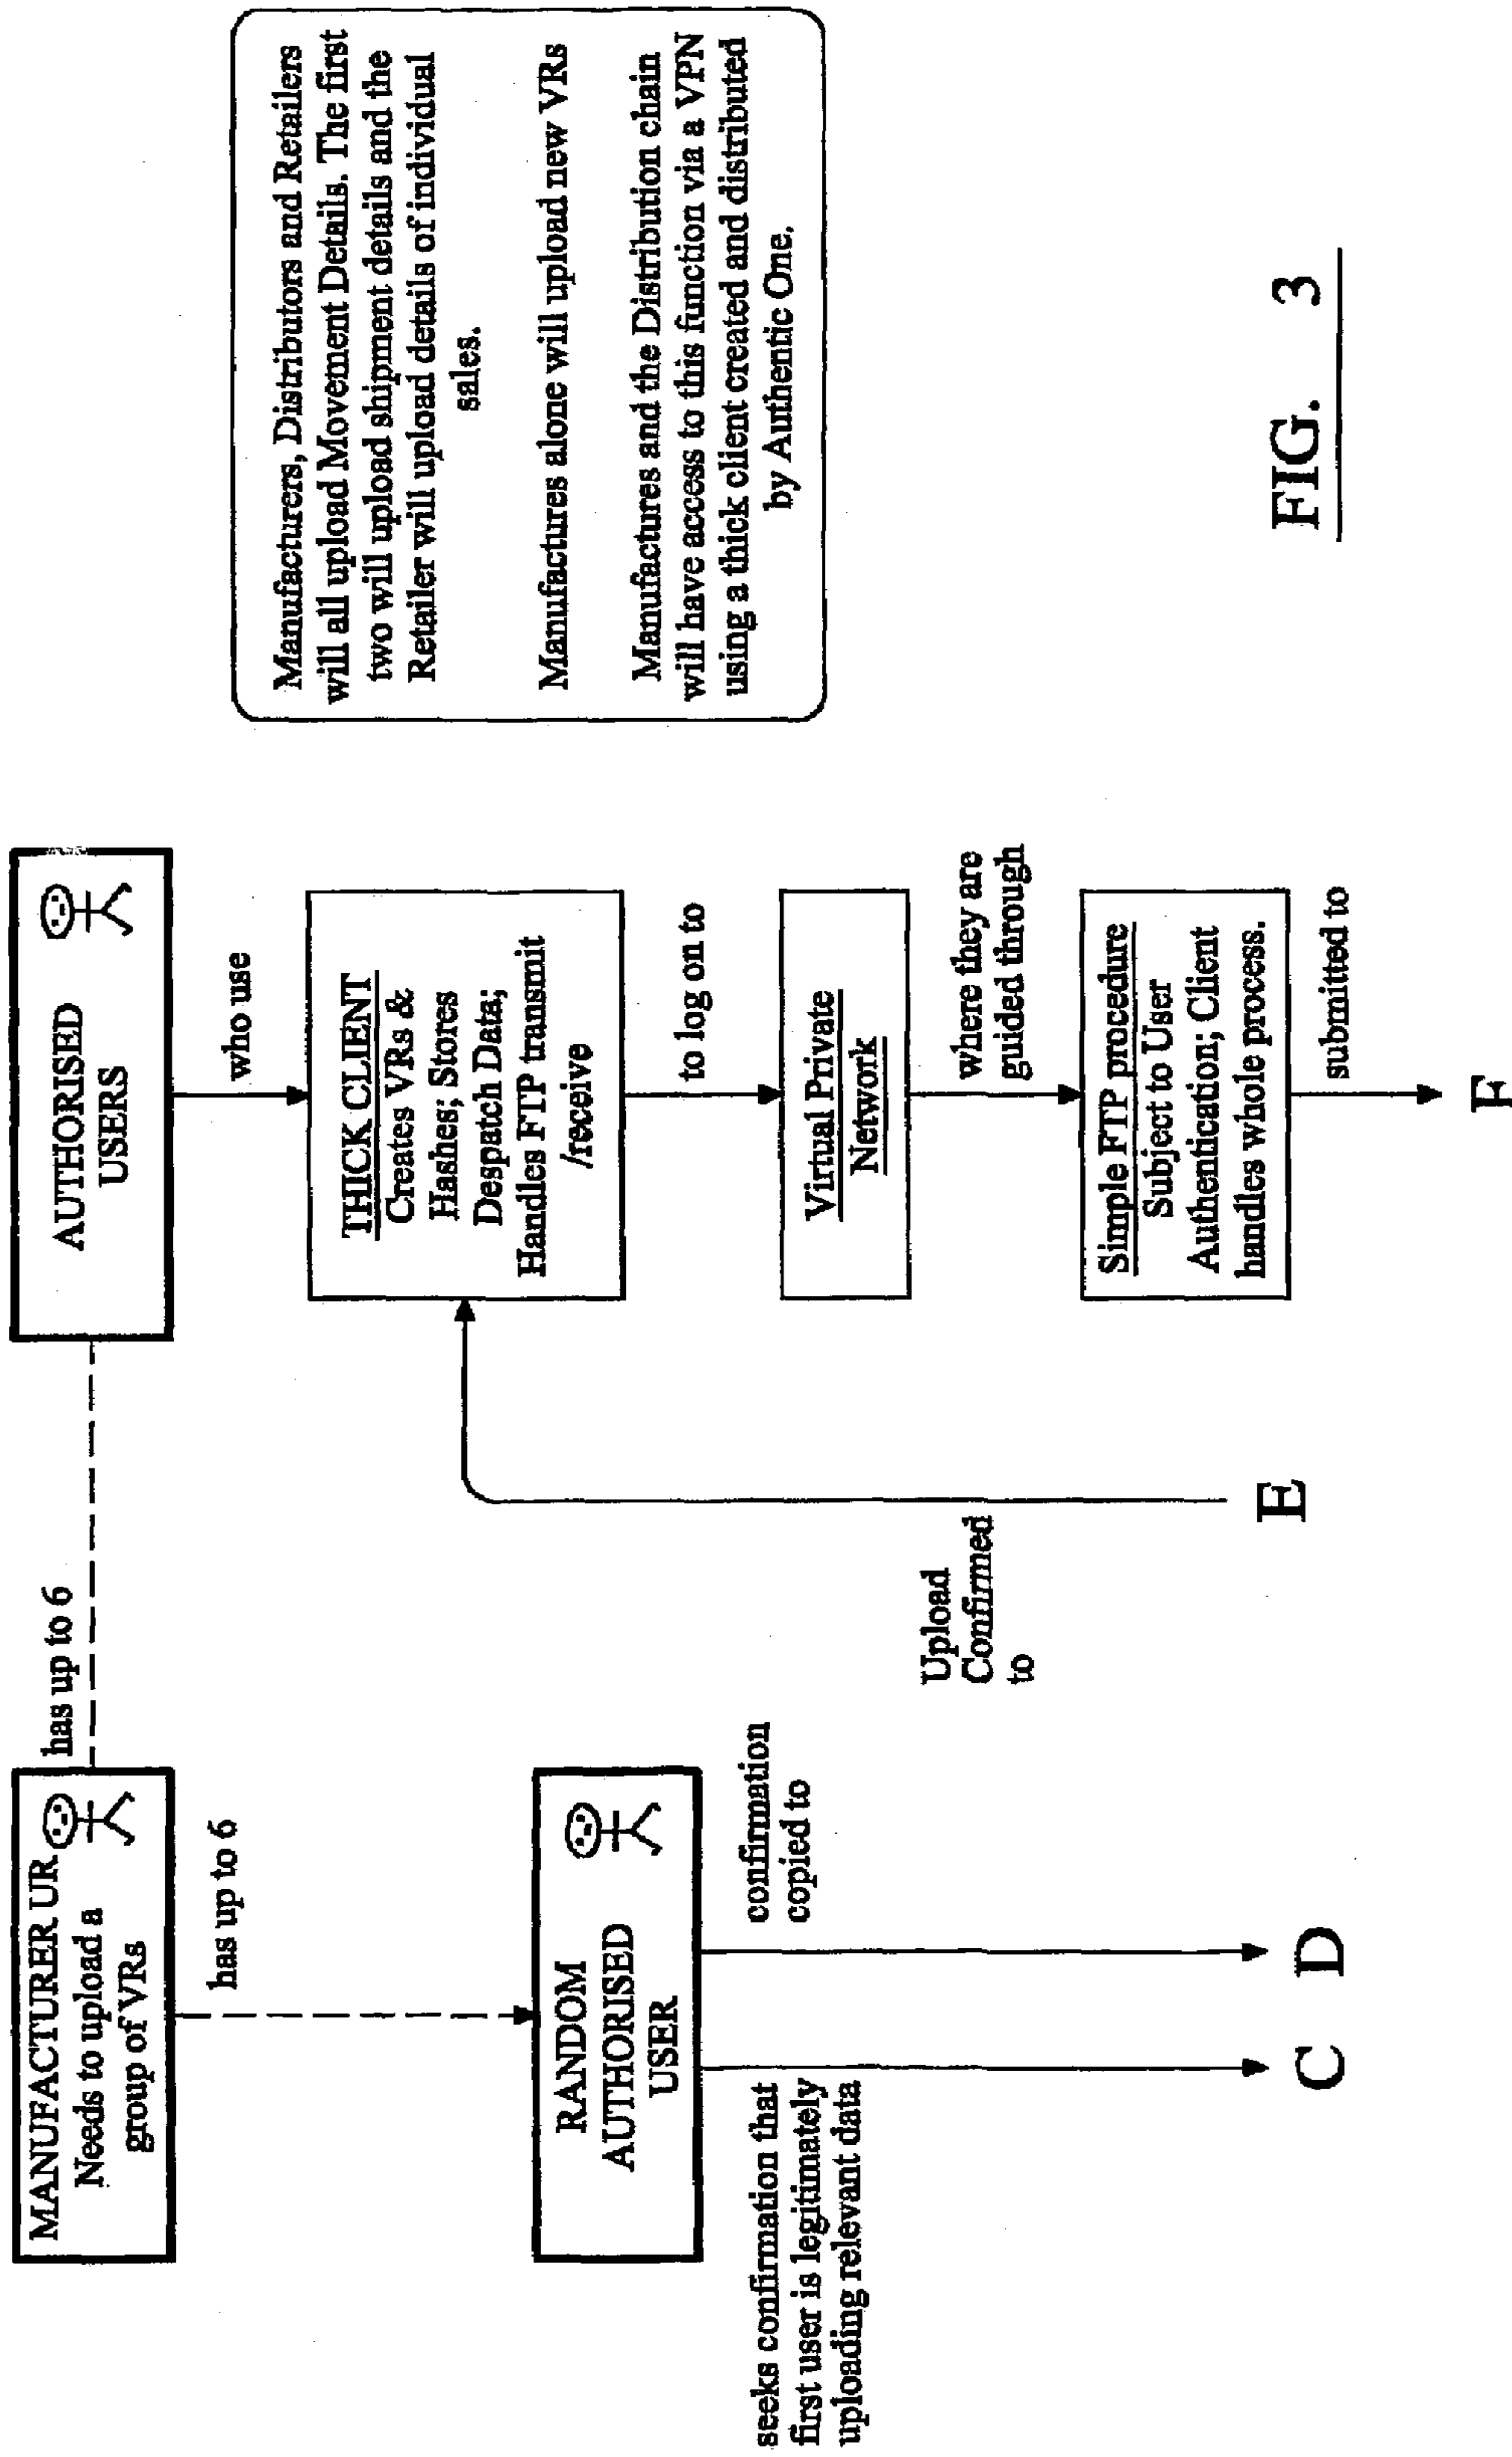 MANUFACTURER UR
Needs to upload a
group of VRs
has up to 6
AUTHORISED
USERS
has up to 6
who use
RANDOM
AUTHORISED
USER
THICK CLIENT
Creates VRs &
Hashes; Stores
Despatch Data;
Handles FTP transmit
/receive
to log on to
Virtual Private
Network
where they are
guided through
Simple FTP procedure
Subject to User
Authentication; Client
handles whole process.
submitted to
seeks confirmation that
first user is legitimately
uploading relevant data
confirmation
copied to
Upload
Confirmed
to
C
D
E
F
Manufacturers, Distributors and Retailers
will all upload Movement Details. The first
two will upload shipment details and the
Retailer will upload details of individual
sales.
Manufactures alone will upload new VRs
Manufactures and the Distribution chain
will have access to this function via a VPN
using a thick client created and distributed
by Authentic One.
FIG. 3